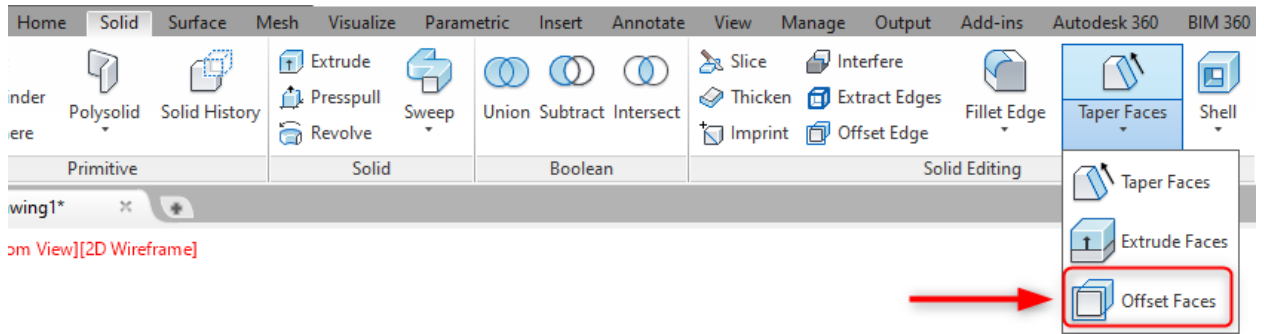 Home Solid Surface Mesh Visualize Parametric Insert Annotate View Manage Output Add-ins Autodesk 360 BIM 360
Extrude Slice Interfere
inder Presspull Thicken Extract Edges
Polysolid Solid History Sweep Union Subtract Intersect Fillet Edge Taper Faces Shell
ere Revolve Imprint Offset Edge
Primitive Solid Boolean Solid Editing
wing1*
Taper Faces
om View][2D Wireframe]
Extrude Faces
Offset Faces